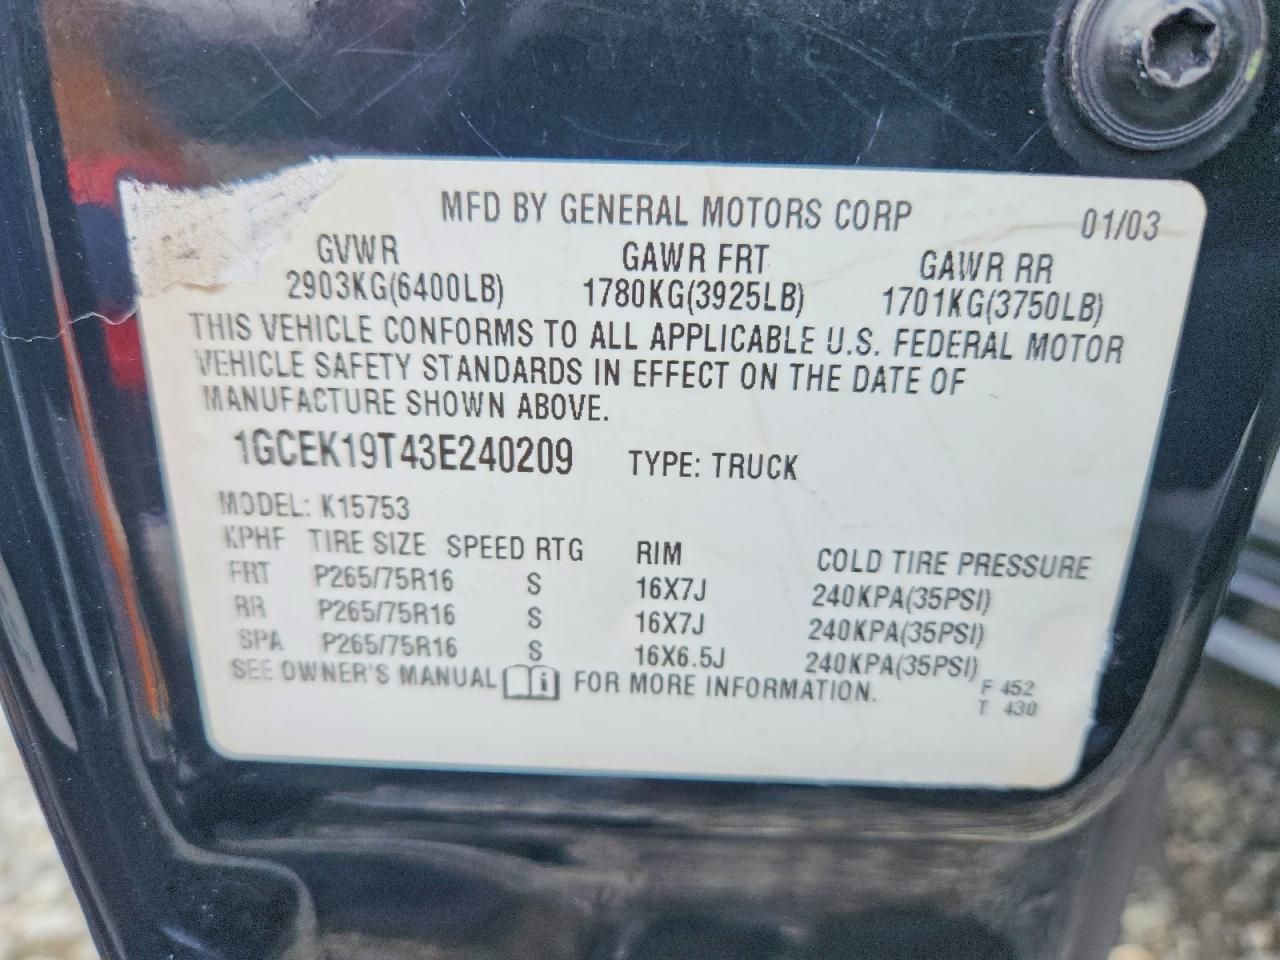 MFD BY GENERAL MOTORS CORP 01/03
GVWR GAWR FRT GAWR RR
2903KG(6400LB) 1780KG(3925LB) 1701KG(3750LB)
THIS VEHICLE CONFORMS TO ALL APPLICABLE U.S. FEDERAL MOTOR
VEHICLE SAFETY STANDARDS IN EFFECT ON THE DATE OF
MANUFACTURE SHOWN ABOVE.
1GCEK19T43E240209 TYPE: TRUCK
MODEL: K15753
KPHF TIRE SIZE SPEED RTG RIM COLD TIRE PRESSURE
FRT P265/75R16 S 16X7J 240KPA(35PSI)
RR P265/75R16 S 16X7J 240KPA(35PSI)
SPA P265/75R16 S 16X6.5J 240KPA(35PSI)
SEE OWNER'S MANUAL i FOR MORE INFORMATION.
F 452
T 430